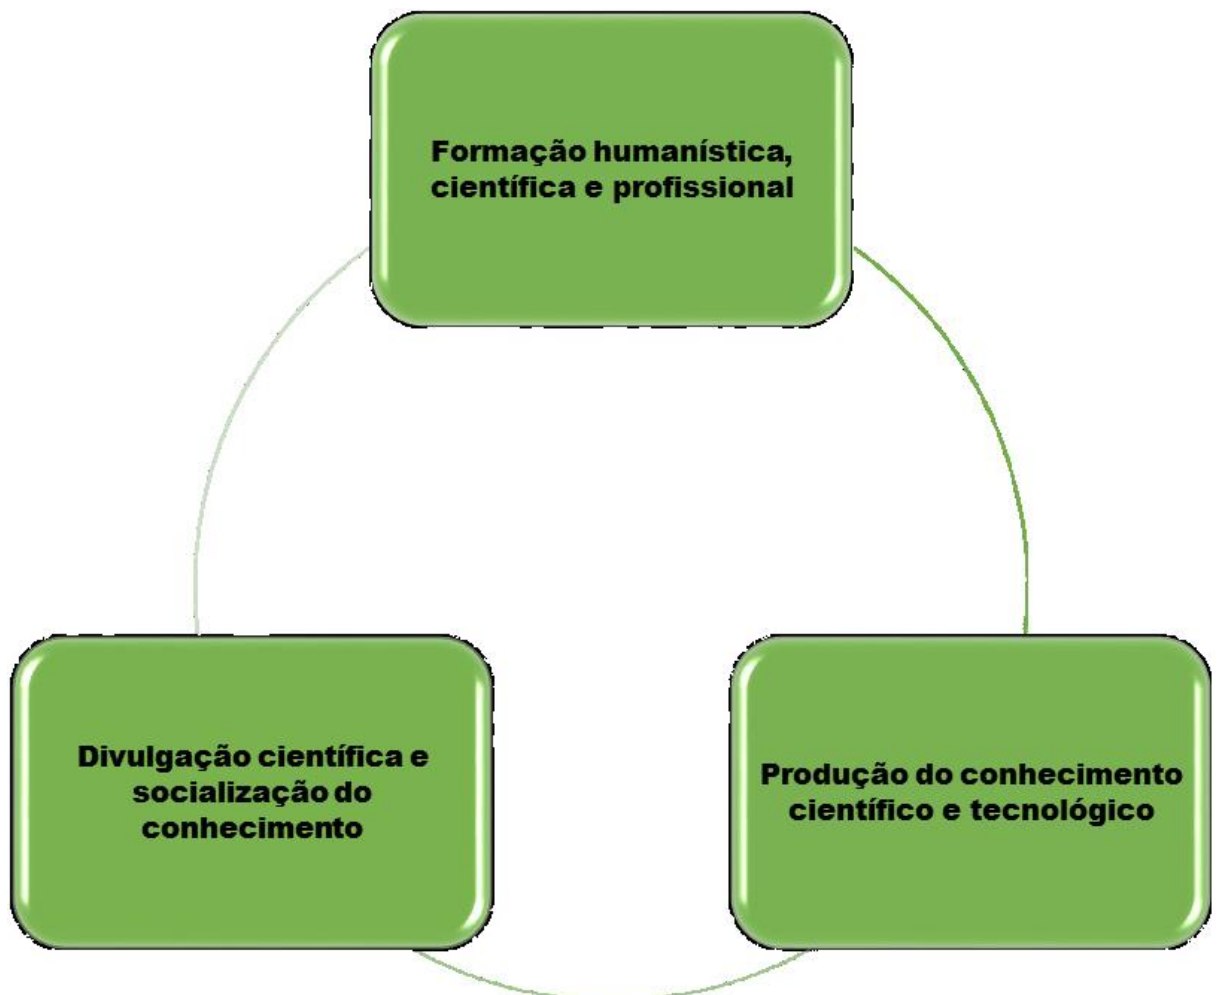 Formação humanística,
científica e profissional
Divulgação científica e
socialização do
conhecimento
Produção do conhecimento
científico e tecnológico